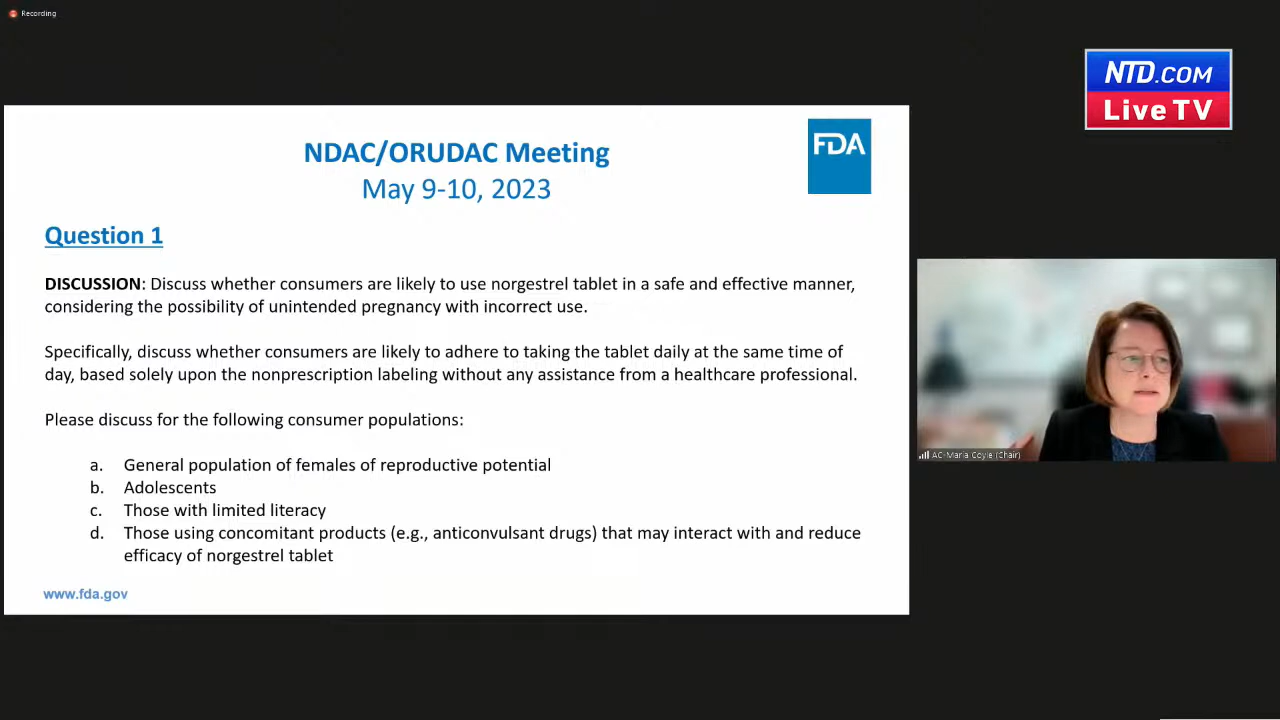 Recording
NTD.COM
Live TV
FDA
NDAC/ORUDAC Meeting
May 9-10, 2023
Question 1
DISCUSSION: Discuss whether consumers are likely to use norgestrel tablet in a safe and effective manner,
considering the possibility of unintended pregnancy with incorrect use.
Specifically, discuss whether consumers are likely to adhere to taking the tablet daily at the same time of
day, based solely upon the nonprescription labeling without any assistance from a healthcare professional.
Please discuss for the following consumer populations:
a. General population of females of reproductive potential
b. Adolescents
c. Those with limited literacy
d. Those using concomitant products (e.g., anticonvulsant drugs) that may interact with and reduce
efficacy of norgestrel tablet
www.fda.gov
AC-Maria Coyle (Chair)